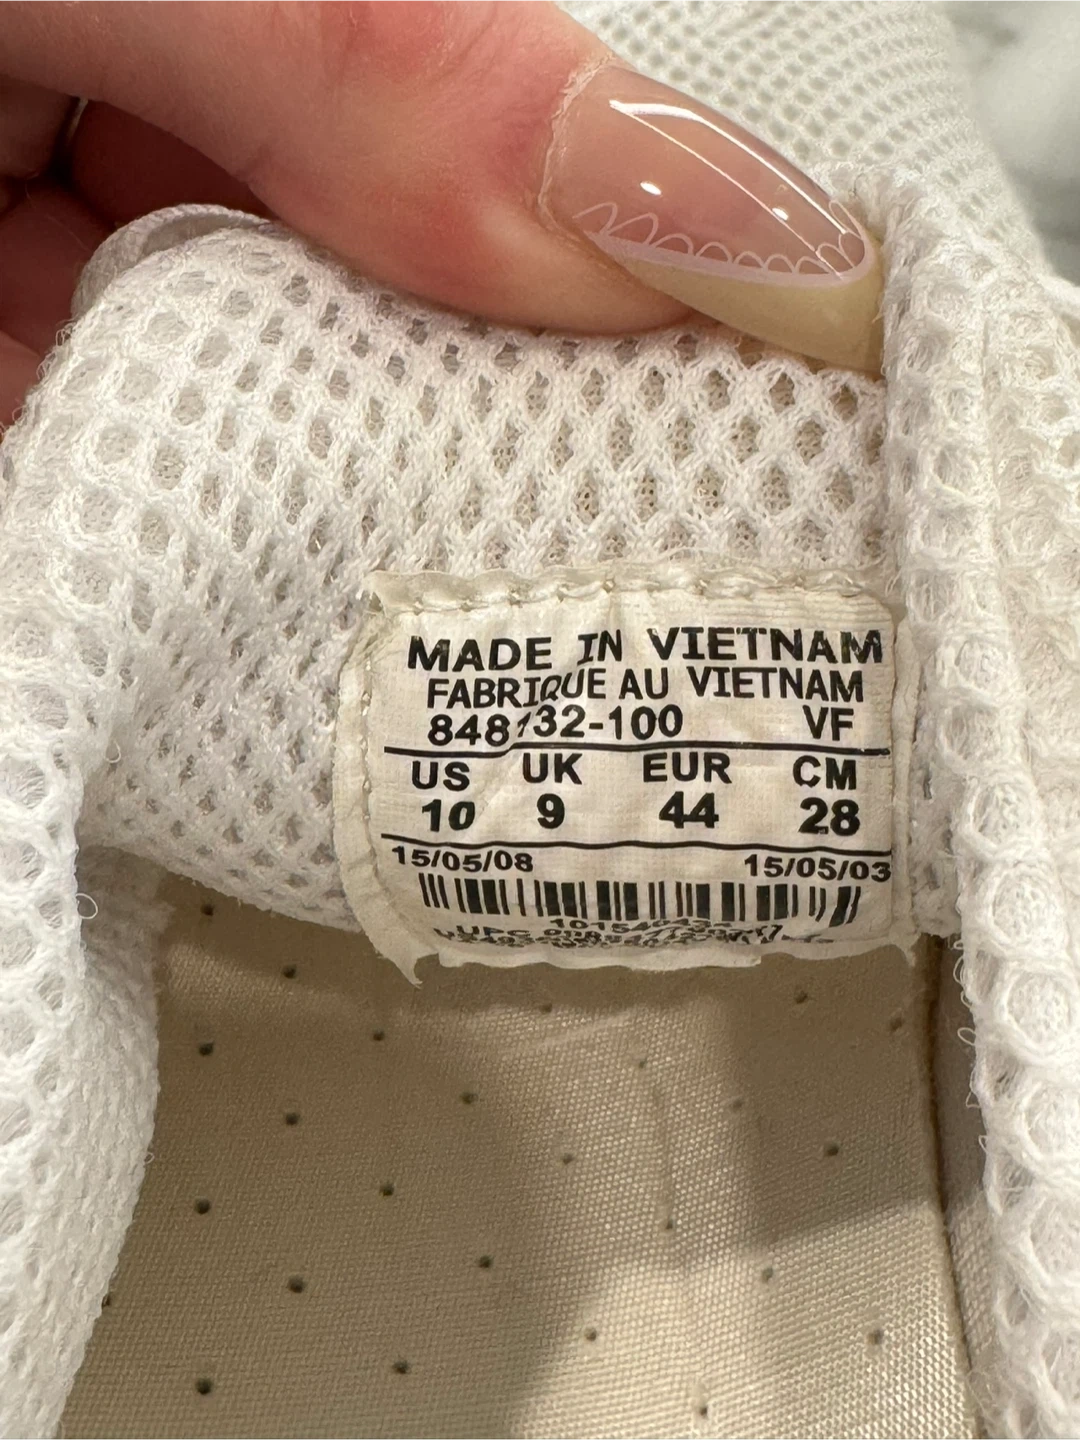 MADE IN VIETNAM
FABRIQUE AU VIETNAM
848132-100 VF
US UK EUR CM
10 9 44 28
15/05/08 15/05/03
UPC